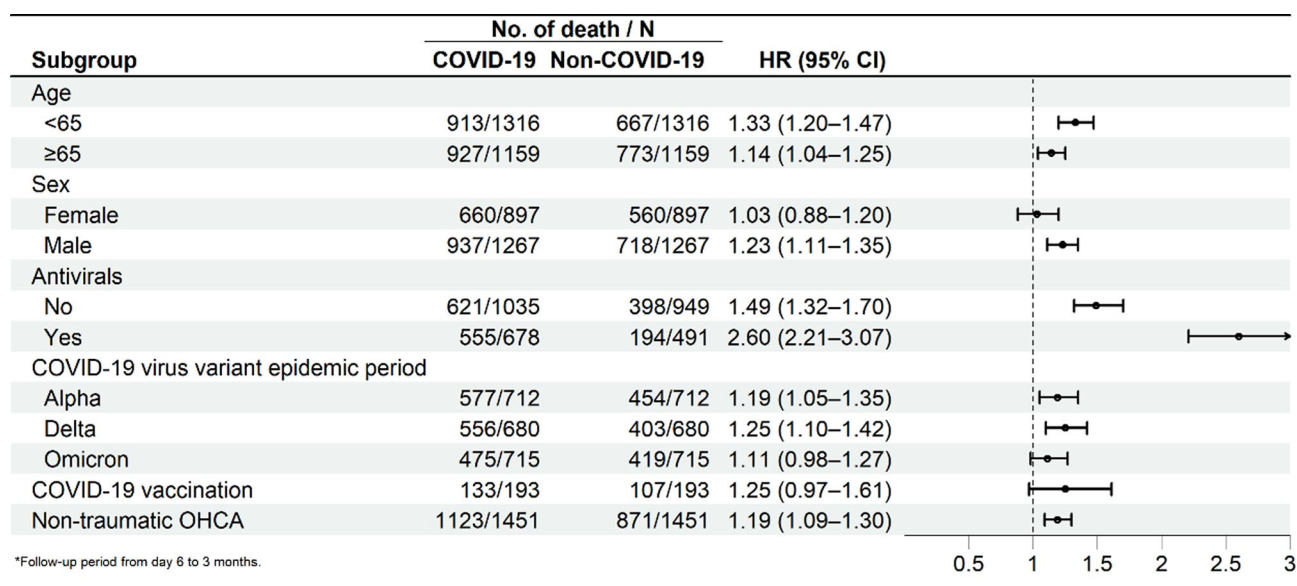 No. of death / N
Subgroup COVID-19 Non-COVID-19 HR (95% CI)
Age
<65 913/1316 667/1316 1.33 (1.20–1.47)
≥65 927/1159 773/1159 1.14 (1.04–1.25)
Sex
Female 660/897 560/897 1.03 (0.88–1.20)
Male 937/1267 718/1267 1.23 (1.11–1.35)
Antivirals
No 621/1035 398/949 1.49 (1.32–1.70)
Yes 555/678 194/491 2.60 (2.21–3.07)
COVID-19 virus variant epidemic period
Alpha 577/712 454/712 1.19 (1.05–1.35)
Delta 556/680 403/680 1.25 (1.10–1.42)
Omicron 475/715 419/715 1.11 (0.98–1.27)
COVID-19 vaccination 133/193 107/193 1.25 (0.97–1.61)
Non-traumatic OHCA 1123/1451 871/1451 1.19 (1.09–1.30)
*Follow-up period from day 6 to 3 months.
0.5 1 1.5 2 2.5 3